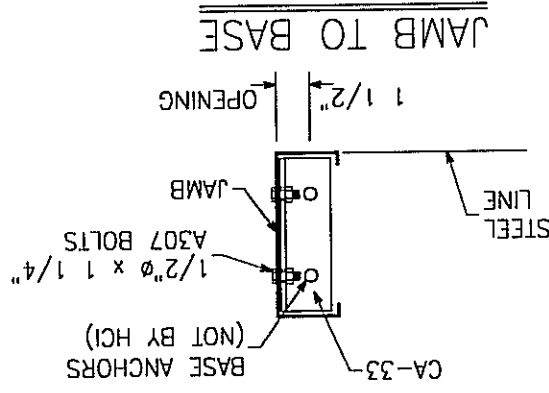 CA-33
BASE ANCHORS
(NOT BY HCI)
1/2"ø x 1 1/4"
A307 BOLTS
JAMB
STEEL
LINE
1 1/2"
OPENING
JAMB TO BASE